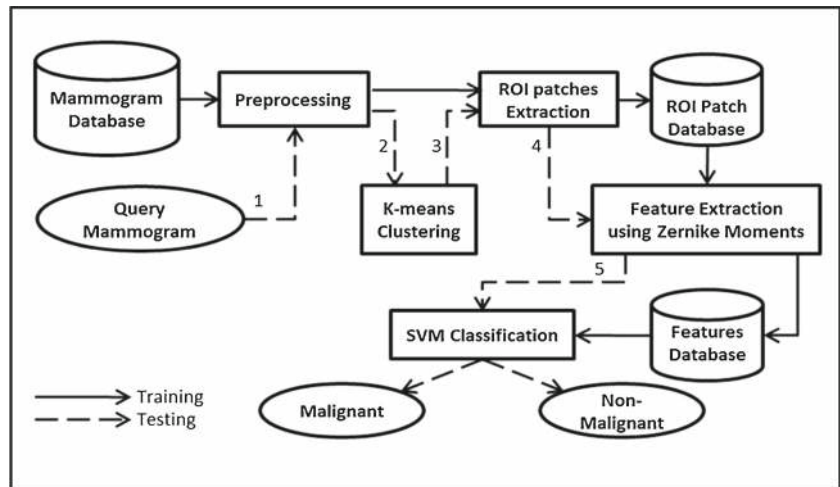 Mammogram
Database
Preprocessing
ROI patches
Extraction
ROI Patch
Database
1
2
3
4
Query
Mammogram
K-means
Clustering
Feature Extraction
using Zernike Moments
5
SVM Classification
Features
Database
Training
Testing
Malignant
Non-
Malignant